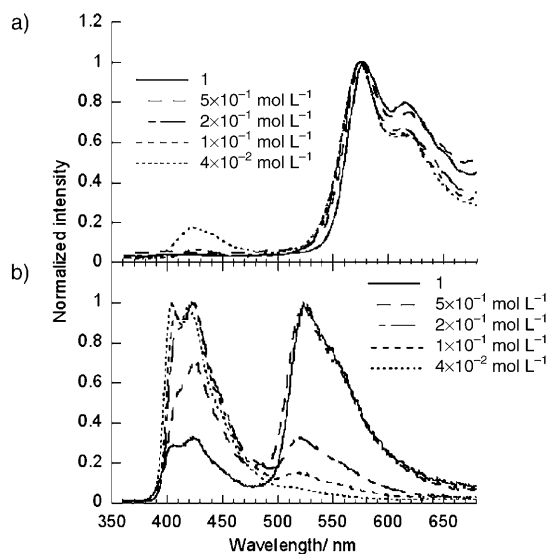 a)
1.2
1
0.8
0.6
0.4
0.2
0
1
5×10⁻¹ mol L⁻¹
2×10⁻¹ mol L⁻¹
1×10⁻¹ mol L⁻¹
4×10⁻² mol L⁻¹
Normalized intensity
b)
1
0.8
0.6
0.4
0.2
0
1
5×10⁻¹ mol L⁻¹
2×10⁻¹ mol L⁻¹
1×10⁻¹ mol L⁻¹
4×10⁻² mol L⁻¹
350 400 450 500 550 600 650
Wavelength/ nm